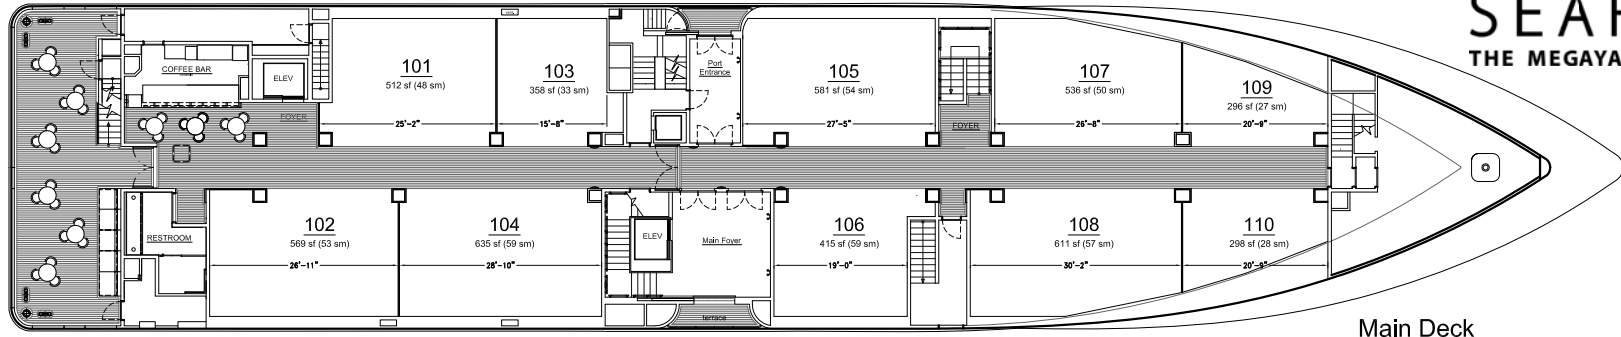 SEAF
THE MEGAYA
COFFEE BAR
ELEV
FOYER
101
512 sf (48 sm)
25'-2"
103
358 sf (33 sm)
15'-8"
Port
Entrance
105
581 sf (54 sm)
27'-5"
FOYER
107
536 sf (50 sm)
26'-8"
109
296 sf (27 sm)
20'-9"
RESTROOM
102
569 sf (53 sm)
26'-11"
104
635 sf (59 sm)
28'-10"
ELEV
Main Foyer
terrace
106
415 sf (59 sm)
19'-0"
108
611 sf (57 sm)
30'-2"
110
298 sf (28 sm)
20'-9"
Main Deck